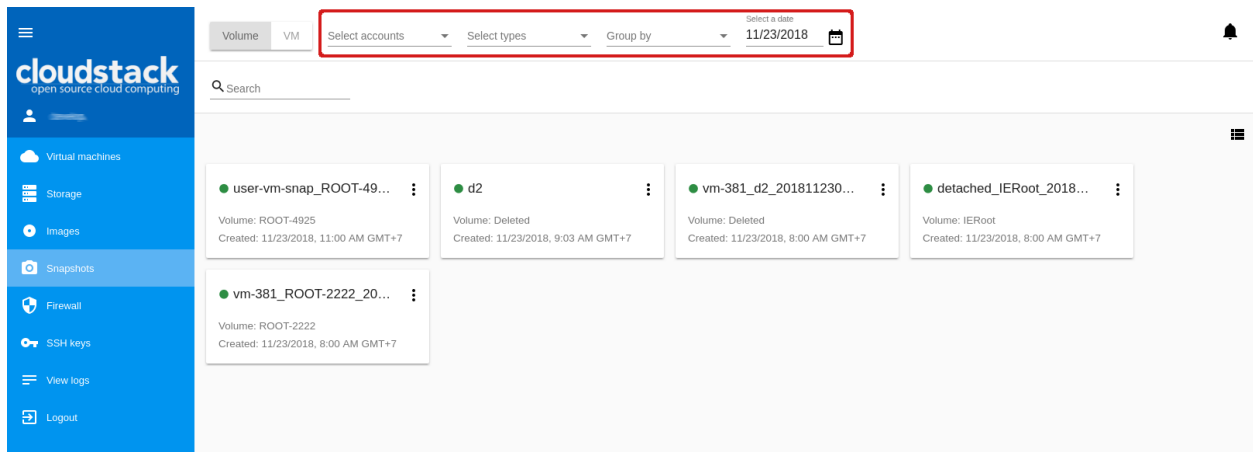 cloudstack
open source cloud computing
Virtual machines
Storage
Images
Snapshots
Firewall
SSH keys
View logs
Logout
Volume VM Select accounts Select types Group by
Select a date
11/23/2018
Search
user-vm-snap_ROOT-49...
Volume: ROOT-4925
Created: 11/23/2018, 11:00 AM GMT+7
d2
Volume: Deleted
Created: 11/23/2018, 9:03 AM GMT+7
vm-381_d2_201811230...
Volume: Deleted
Created: 11/23/2018, 8:00 AM GMT+7
detached_IERoot_2018...
Volume: IERoot
Created: 11/23/2018, 8:00 AM GMT+7
vm-381_ROOT-2222_20...
Volume: ROOT-2222
Created: 11/23/2018, 8:00 AM GMT+7